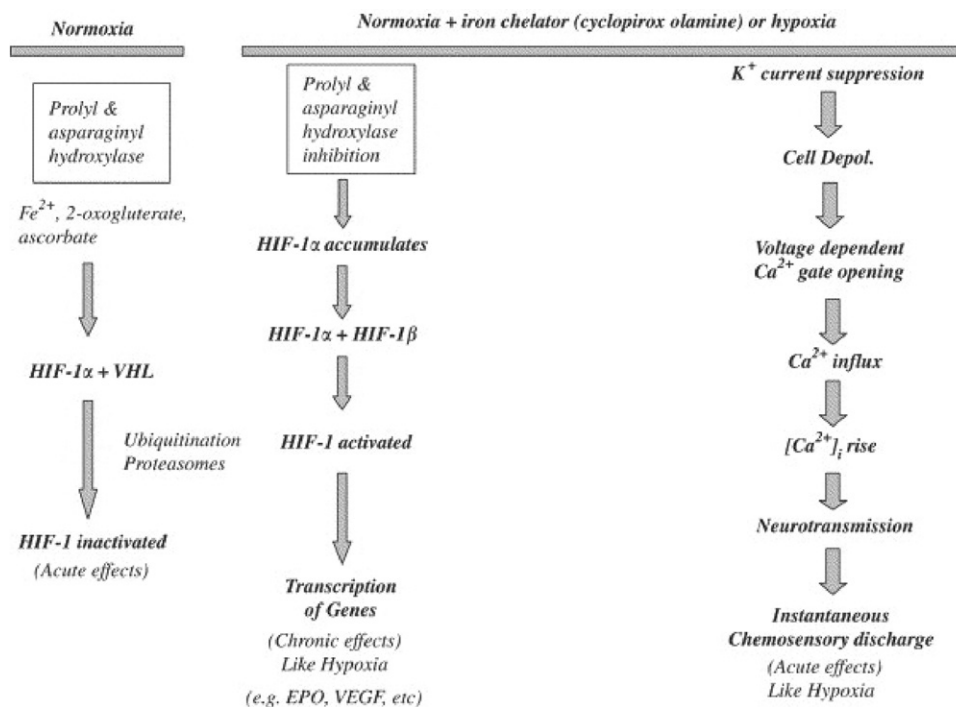 Normoxia
Prolyl &
asparaginyl
hydroxylase
Fe2+, 2-oxogluterate,
ascorbate
HIF-1α + VHL
Ubiquitination
Proteasomes
HIF-1 inactivated
(Acute effects)
Normoxia + iron chelator (cyclopirox olamine) or hypoxia
Prolyl &
asparaginyl
hydroxylase
inhibition
HIF-1α accumulates
HIF-1α + HIF-1β
HIF-1 activated
Transcription
of Genes
(Chronic effects)
Like Hypoxia
(e.g. EPO, VEGF, etc)
K+ current suppression
Cell Depol.
Voltage dependent
Ca2+ gate opening
Ca2+ influx
[Ca2+]i rise
Neurotransmission
Instantaneous
Chemosensory discharge
(Acute effects)
Like Hypoxia